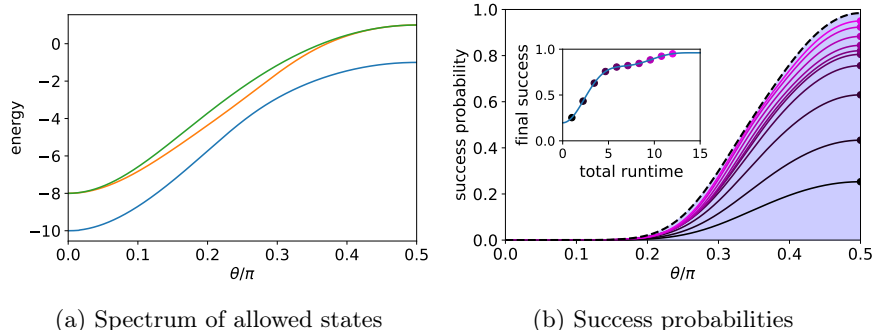 0
−2
−4
−6
−8
−10
energy
0.0 0.1 0.2 0.3 0.4 0.5
θ/π
(a) Spectrum of allowed states
1.0
0.8
0.6
0.4
0.2
0.0
success probability
1.0
0.5
0.0
final success
0 5 10 15
total runtime
0.0 0.1 0.2 0.3 0.4 0.5
θ/π
(b) Success probabilities